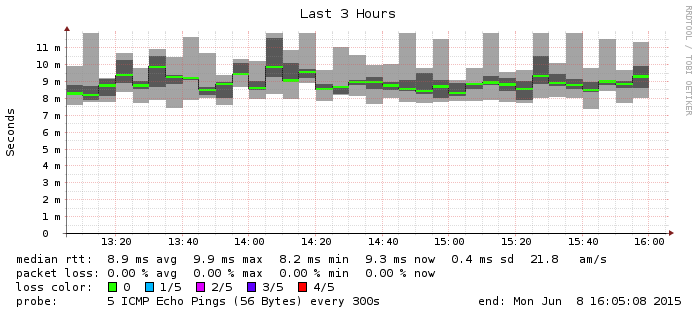 Last 3 Hours
RRDTOOL / TOBI OETIKER
Seconds
11 m
10 m
9 m
8 m
7 m
6 m
5 m
4 m
3 m
2 m
1 m
0
13:20 13:40 14:00 14:20 14:40 15:00 15:20 15:40 16:00
median rtt: 8.9 ms avg 9.9 ms max 8.2 ms min 9.3 ms now 0.4 ms sd 21.8 am/s
packet loss: 0.00 % avg 0.00 % max 0.00 % min 0.00 % now
loss color: 0 1/5 2/5 3/5 4/5
probe: 5 ICMP Echo Pings (56 Bytes) every 300s end: Mon Jun 8 16:05:08 2015